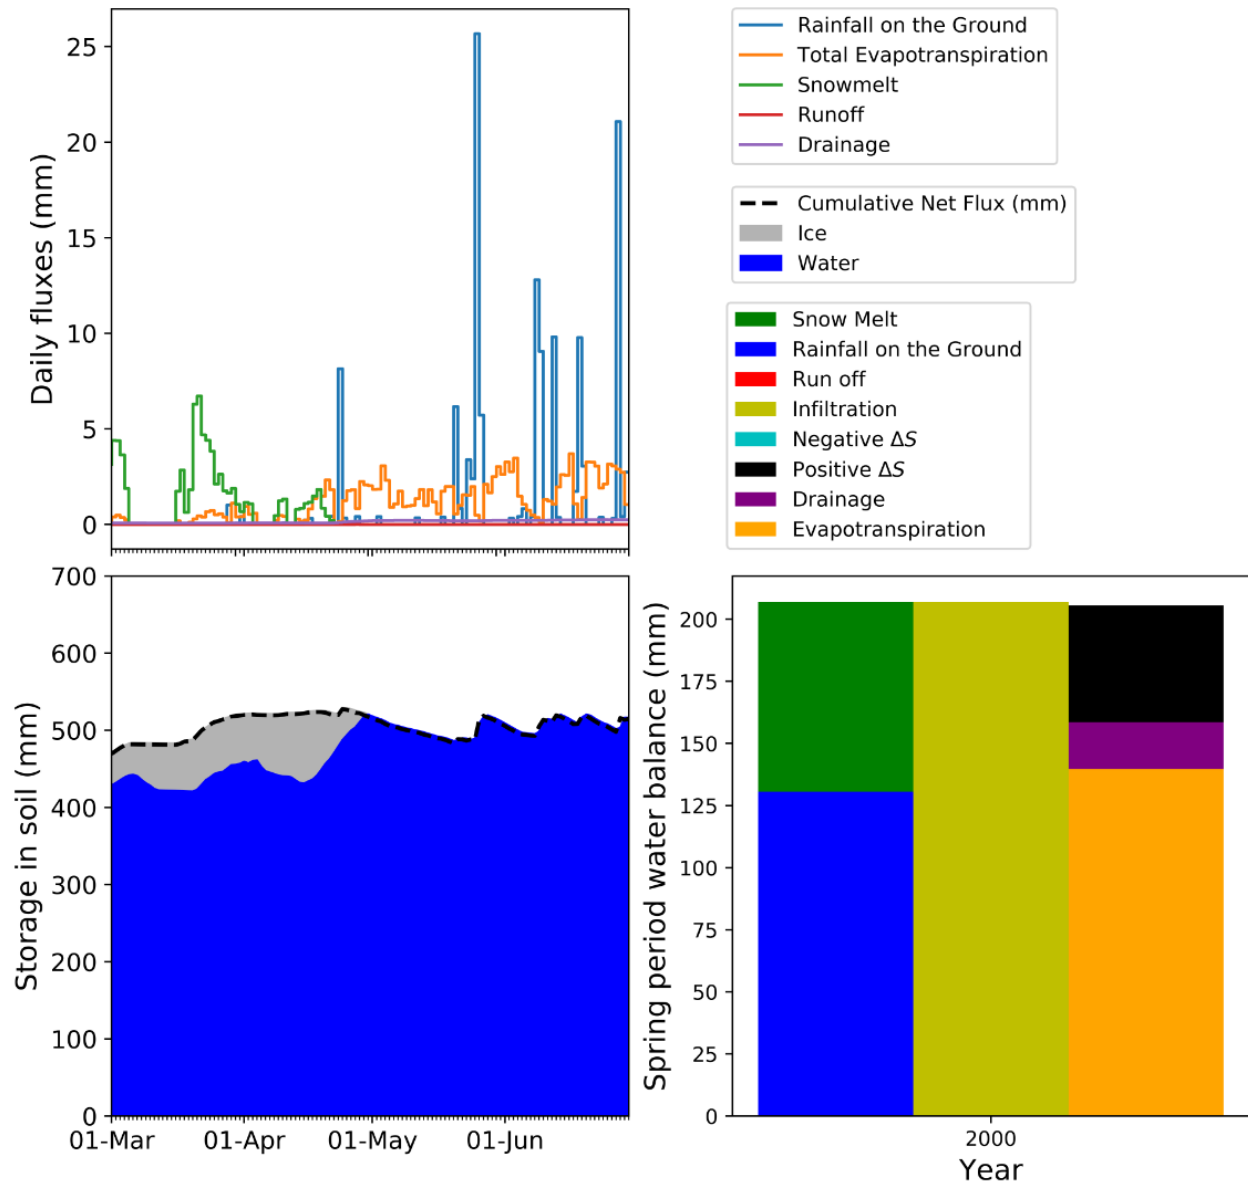 Daily fluxes (mm)
25
20
15
10
5
0
Rainfall on the Ground
Total Evapotranspiration
Snowmelt
Runoff
Drainage
Cumulative Net Flux (mm)
Ice
Water
Snow Melt
Rainfall on the Ground
Run off
Infiltration
Negative ΔS
Positive ΔS
Drainage
Evapotranspiration
Storage in soil (mm)
700
600
500
400
300
200
100
0
01-Mar 01-Apr 01-May 01-Jun
Spring period water balance (mm)
200
175
150
125
100
75
50
25
0
2000
Year